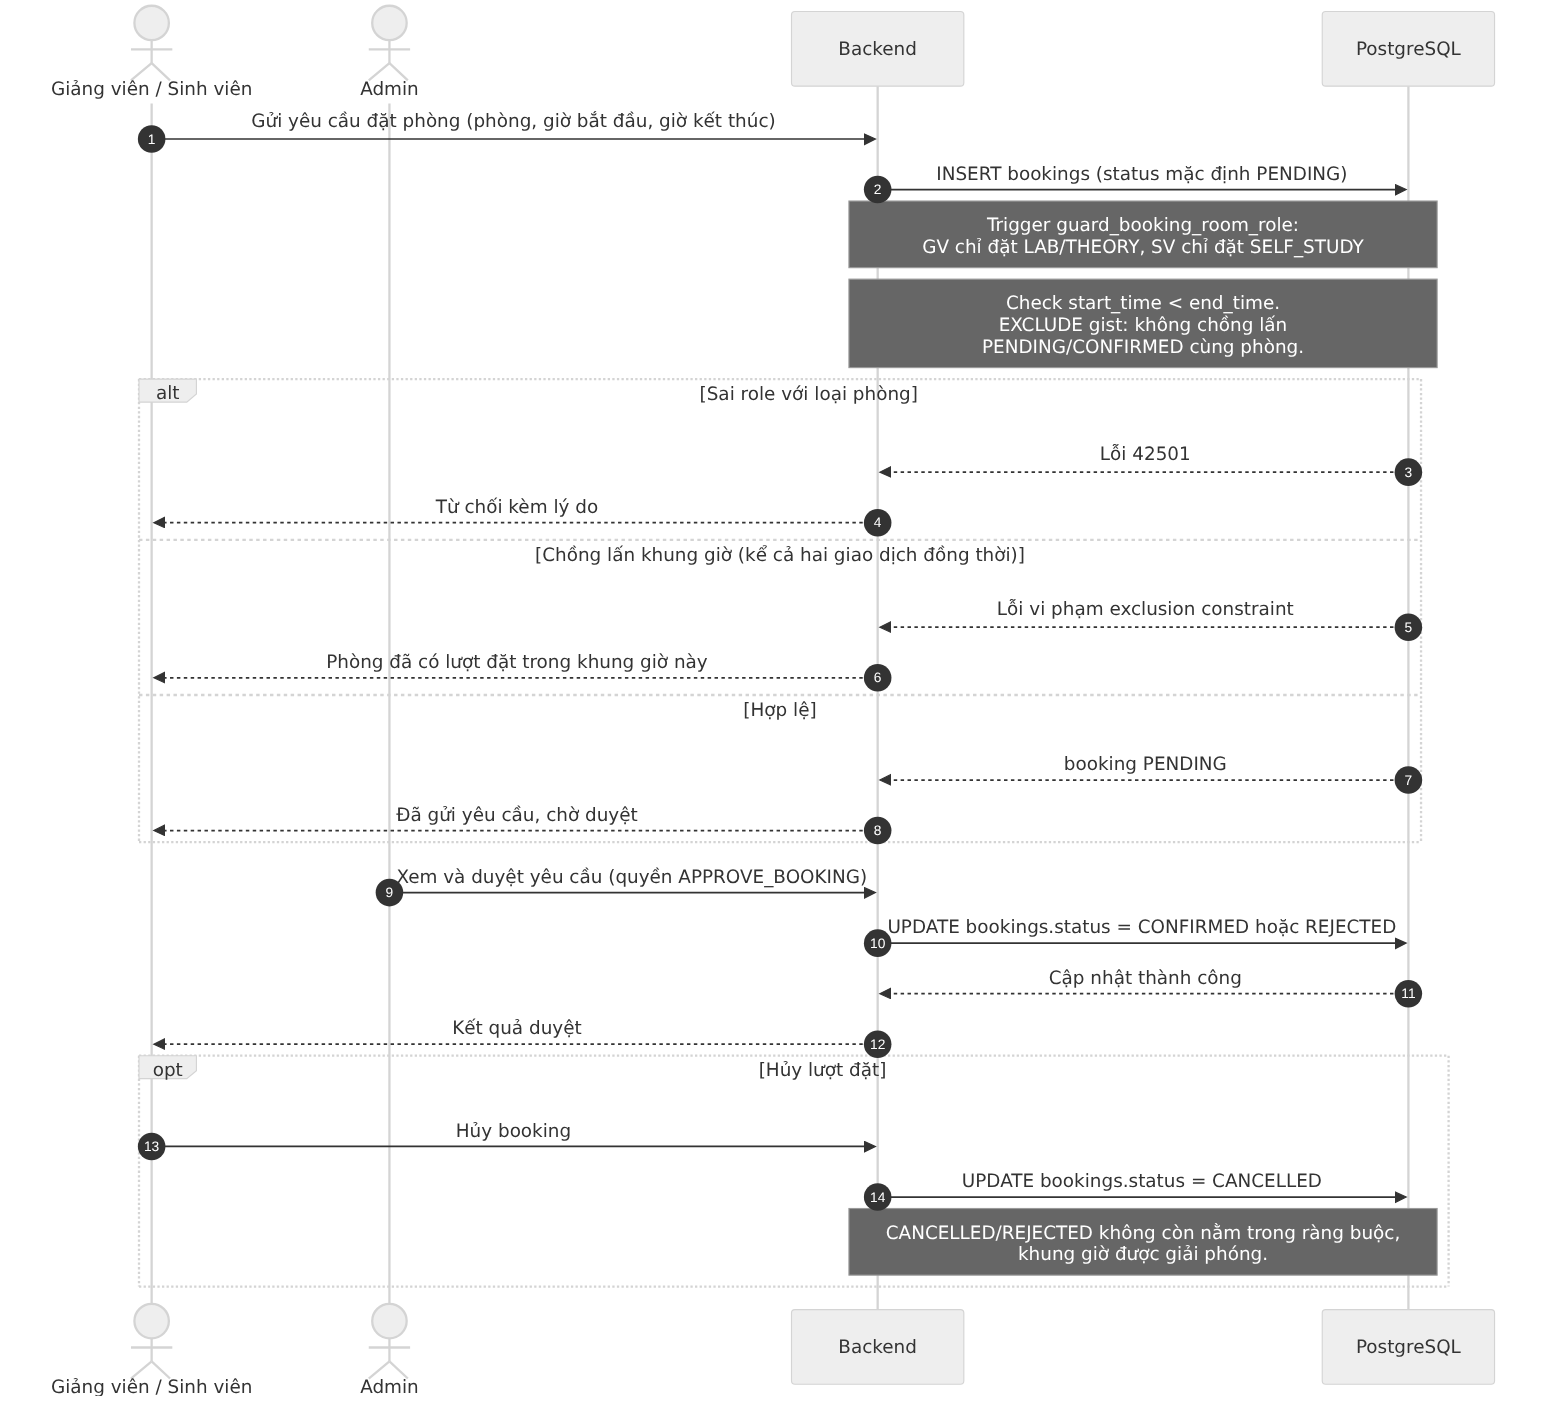 Giảng viên / Sinh viên
Admin
Backend
PostgreSQL
1
Gửi yêu cầu đặt phòng (phòng, giờ bắt đầu, giờ kết thúc)
2
INSERT bookings (status mặc định PENDING)
Trigger guard_booking_room_role:
GV chỉ đặt LAB/THEORY, SV chỉ đặt SELF_STUDY
Check start_time < end_time.
EXCLUDE gist: không chồng lấn
PENDING/CONFIRMED cùng phòng.
alt
[Sai role với loại phòng]
Lỗi 42501
3
Từ chối kèm lý do
4
[Chồng lấn khung giờ (kể cả hai giao dịch đồng thời)]
Lỗi vi phạm exclusion constraint
5
Phòng đã có lượt đặt trong khung giờ này
6
[Hợp lệ]
booking PENDING
7
Đã gửi yêu cầu, chờ duyệt
8
9
Xem và duyệt yêu cầu (quyền APPROVE_BOOKING)
10
UPDATE bookings.status = CONFIRMED hoặc REJECTED
Cập nhật thành công
11
Kết quả duyệt
12
opt
[Hủy lượt đặt]
13
Hủy booking
14
UPDATE bookings.status = CANCELLED
CANCELLED/REJECTED không còn nằm trong ràng buộc,
khung giờ được giải phóng.
Giảng viên / Sinh viên
Admin
Backend
PostgreSQL